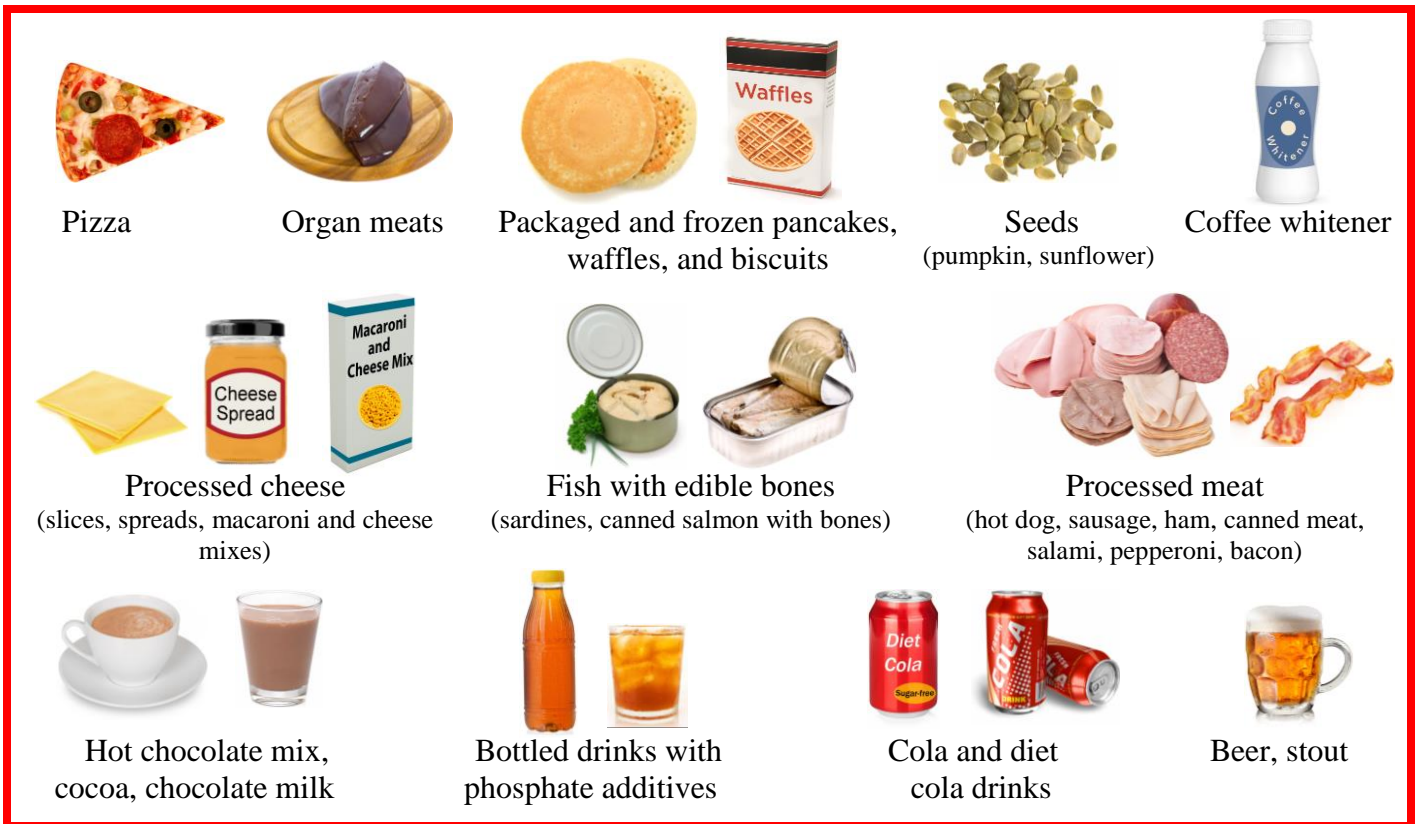 Waffles
Coffee
Whitener
Pizza
Organ meats
Packaged and frozen pancakes,
waffles, and biscuits
Seeds
(pumpkin, sunflower)
Coffee whitener
Cheese
Spread
Macaroni
and
Cheese Mix
Processed cheese
(slices, spreads, macaroni and cheese
mixes)
Fish with edible bones
(sardines, canned salmon with bones)
Processed meat
(hot dog, sausage, ham, canned meat,
salami, pepperoni, bacon)
Diet
Cola
Sugar-free
FRESH
COLA
DRINK
Hot chocolate mix,
cocoa, chocolate milk
Bottled drinks with
phosphate additives
Cola and diet
cola drinks
Beer, stout